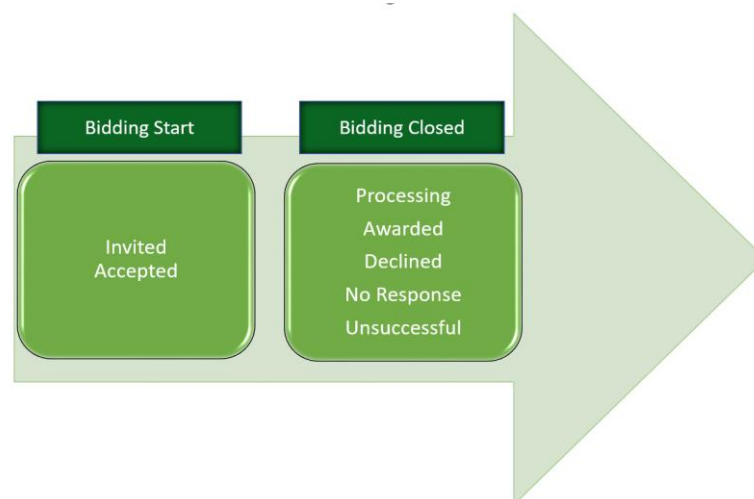 Bidding Start
Invited
Accepted
Bidding Closed
Processing
Awarded
Declined
No Response
Unsuccessful